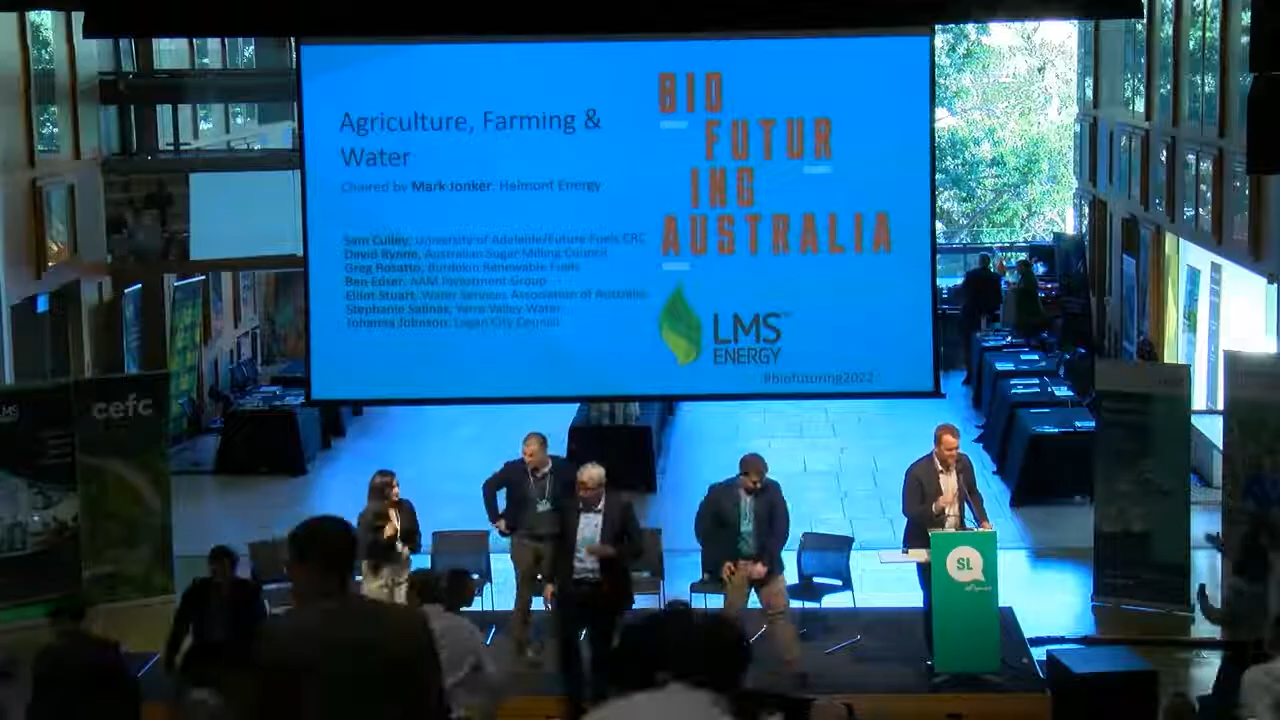 Agriculture, Farming &
Water
Chaired by Mark Jonker, Helmont Energy
Sam Culley, University of Adelaide/Future Fuels CRC
David Rynne, Australian Sugar Milling Council
Greg Rosatto, Burdekin Renewable Fuels
Ben Edser, AAM Investment Group
Elliot Stuart, Water Services Association of Australia
Stephanie Salinas, Yarra Valley Water
Johanna Johnson, Logan City Council
BIO
FUTUR
ING
AUSTRALIA
LMS
ENERGY
#biofuturing2022
LMS
cefc
SL